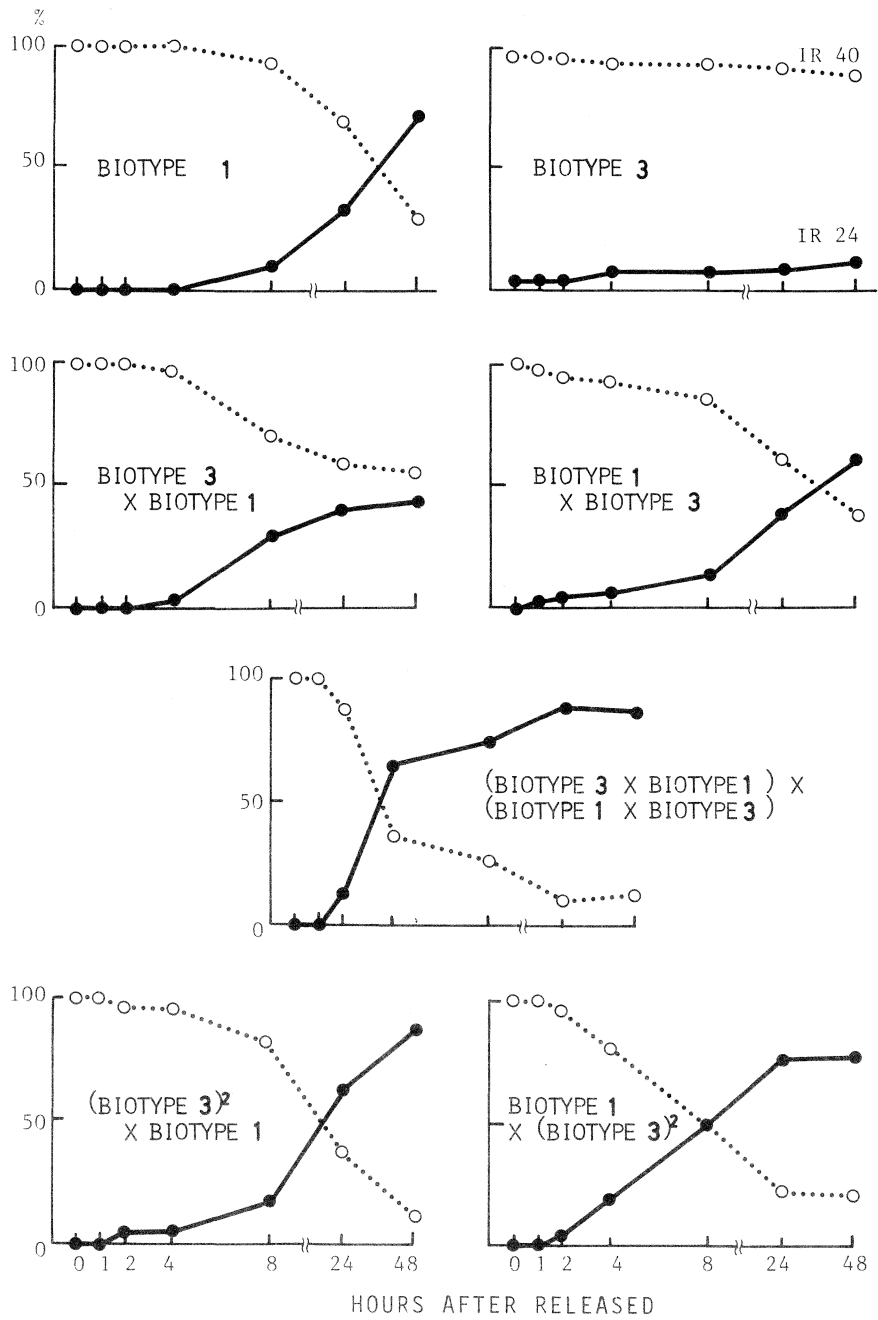 %
100
50
0
BIOTYPE 1
BIOTYPE 3
IR 40
IR 24
100
50
0
BIOTYPE 3
X BIOTYPE 1
BIOTYPE 1
X BIOTYPE 3
100
50
0
(BIOTYPE 3 X BIOTYPE 1 ) X
(BIOTYPE 1 X BIOTYPE 3 )
100
50
0
(BIOTYPE 3)²
X BIOTYPE 1
BIOTYPE 1
X (BIOTYPE 3)²
0 1 2 4 8 24 48
0 1 2 4 8 24 48
HOURS AFTER RELEASED